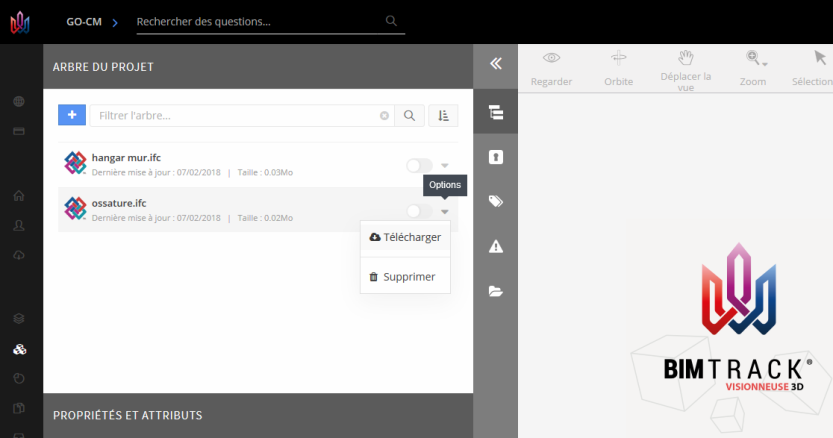 GO-CM
Rechercher des questions...
ARBRE DU PROJET
Regarder
Orbite
Déplacer la
vue
Zoom
Sélection
Filtrer l'arbre...
hangar mur.ifc
Dernière mise à jour : 07/02/2018 | Taille : 0.03Mo
Options
ossature.ifc
Dernière mise à jour : 07/02/2018 | Taille : 0.02Mo
Télécharger
Supprimer
BIMTRACK®
VISIONNEUSE 3D
PROPRIÉTÉS ET ATTRIBUTS